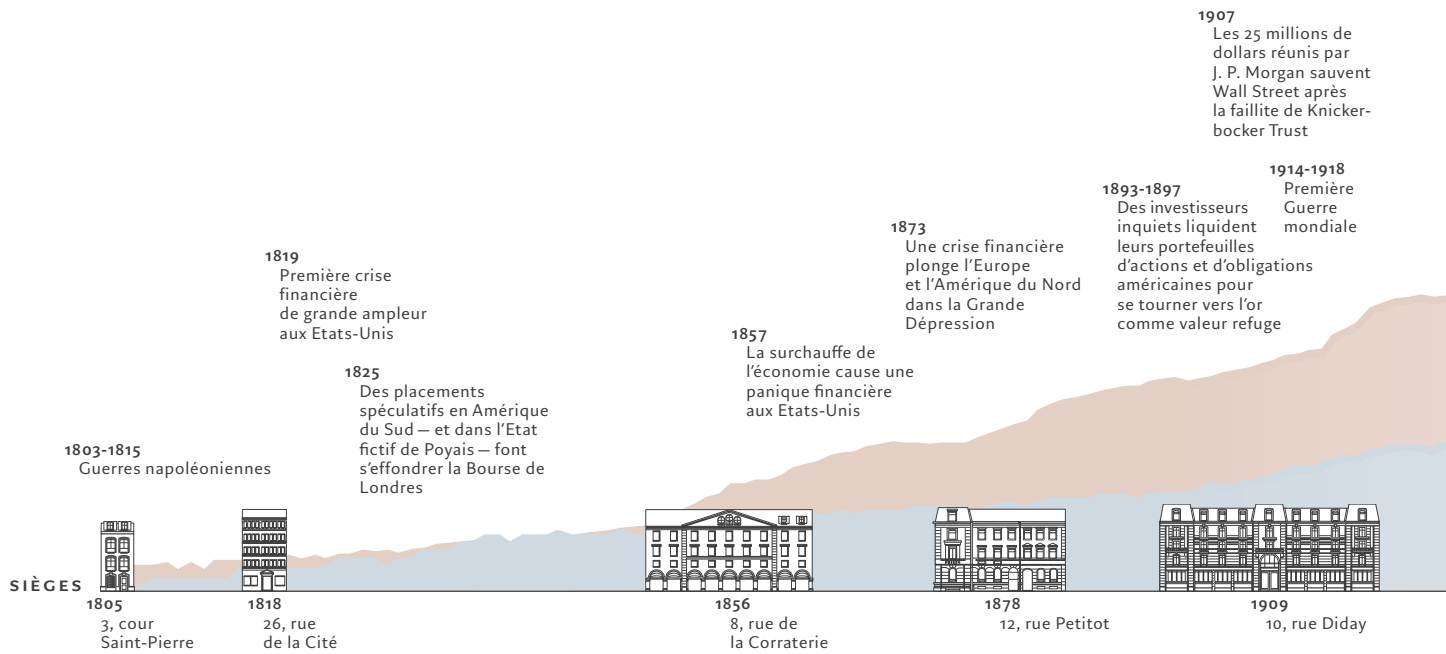 1907
Les 25 millions de
dollars réunis par
J. P. Morgan sauvent
Wall Street après
la faillite de Knicker-
bocker Trust
1914-1918
Première
Guerre
mondiale
1893-1897
Des investisseurs
inquiets liquident
leurs portefeuilles
d’actions et d’obligations
américaines pour
se tourner vers l’or
comme valeur refuge
1873
Une crise financière
plonge l’Europe
et l’Amérique du Nord
dans la Grande
Dépression
1819
Première crise
financière
de grande ampleur
aux Etats-Unis
1857
La surchauffe de
l’économie cause une
panique financière
aux Etats-Unis
1825
Des placements
spéculatifs en Amérique
du Sud — et dans l’Etat
fictif de Poyais — font
s’effondrer la Bourse de
Londres
1803-1815
Guerres napoléoniennes
SIÈGES
1805
3, cour
Saint-Pierre
1818
26, rue
de la Cité
1856
8, rue de
la Corraterie
1878
12, rue Petitot
1909
10, rue Diday